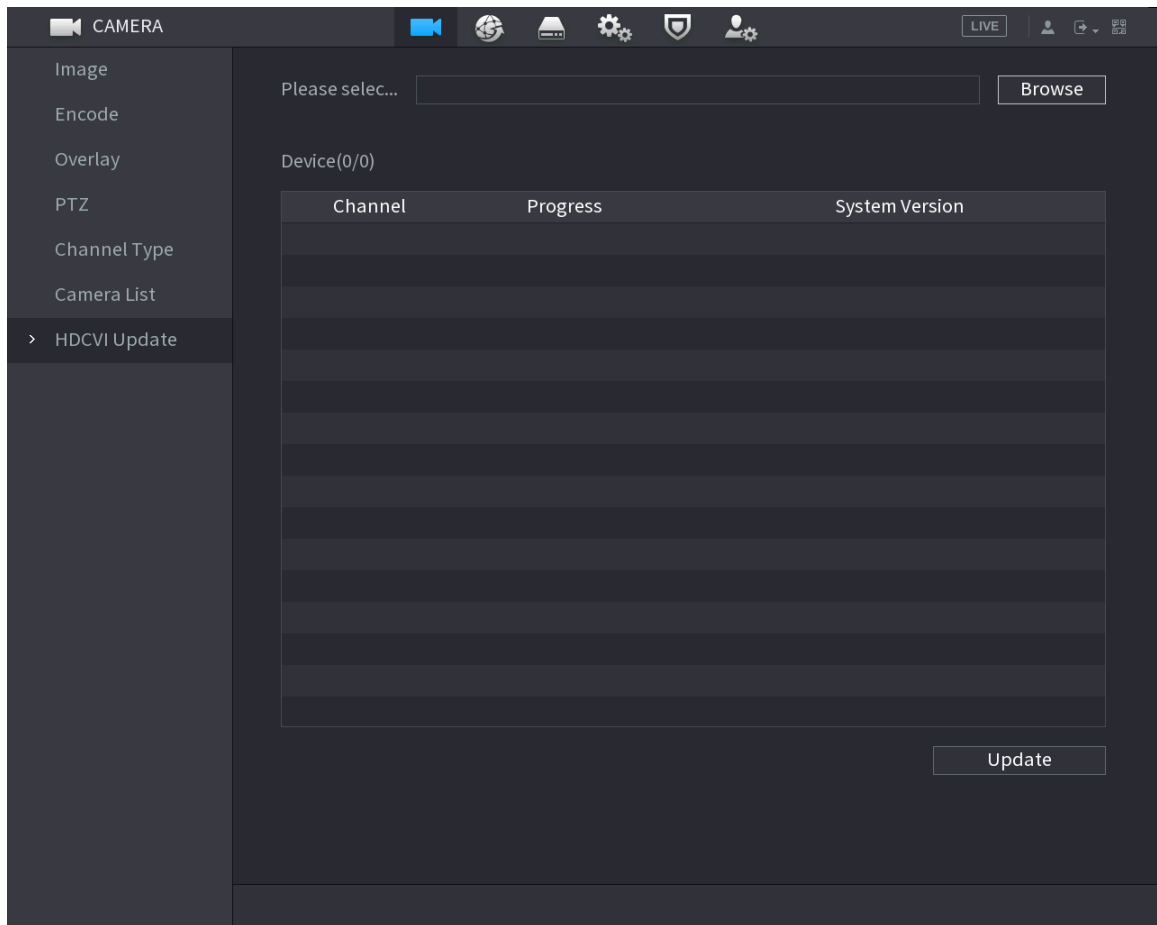 CAMERA
LIVE
Image
Encode
Overlay
PTZ
Channel Type
Camera List
HDCVI Update
Please selec...
Browse
Device(0/0)
Channel Progress System Version
Update